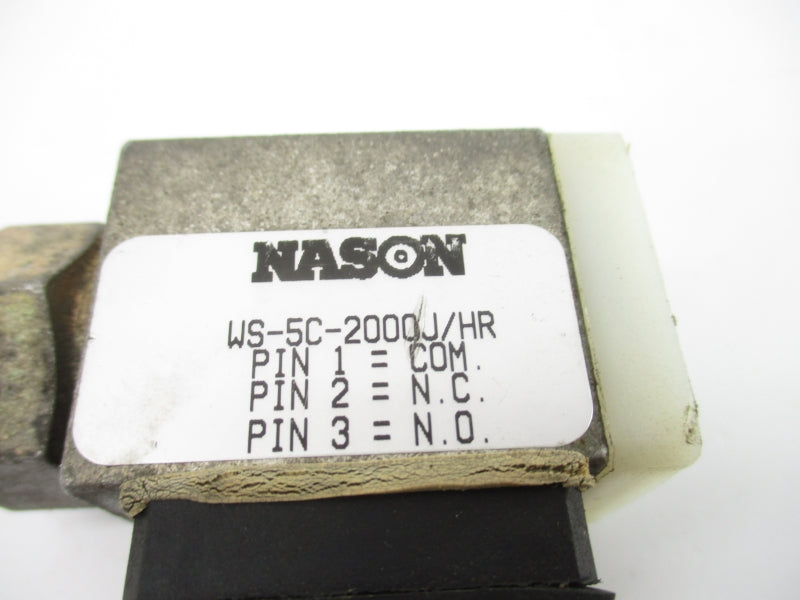 NASON
WS-5C-2000J/HR
PIN 1 = COM.
PIN 2 = N.C.
PIN 3 = N.O.